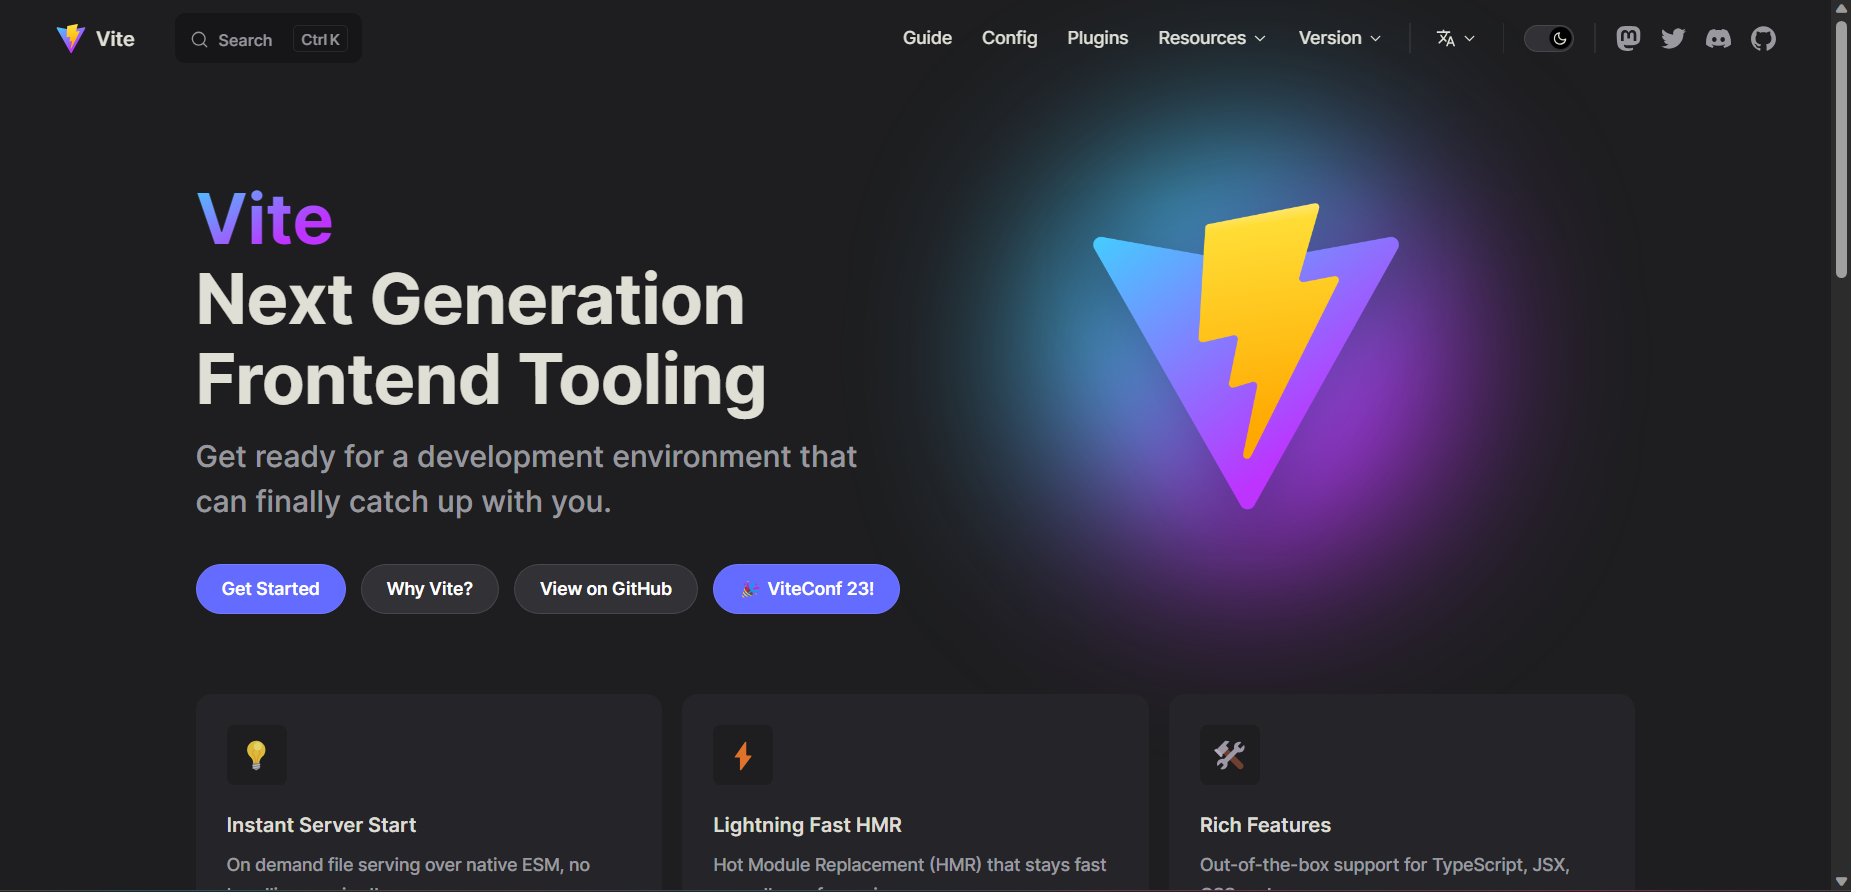 Vite
Search
Ctrl K
Guide
Config
Plugins
Resources
Version
Vite
Next Generation
Frontend Tooling
Get ready for a development environment that
can finally catch up with you.
Get Started
Why Vite?
View on GitHub
🎉 ViteConf 23!
Instant Server Start
On demand file serving over native ESM, no
Lightning Fast HMR
Hot Module Replacement (HMR) that stays fast
Rich Features
Out-of-the-box support for TypeScript, JSX,